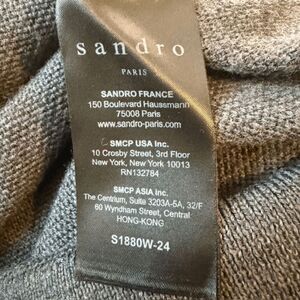 sandro
PARIS
SANDRO FRANCE
150 Boulevard Haussmann
75008 Paris
www.sandro-paris.com
SMCP USA Inc.
10 Crosby Street, 3rd Floor
New York, New York 10013
RN132784
SMCP ASIA Inc.
The Centrium, Suite 3203A-5A, 32/F
60 Wyndham Street, Central
HONG-KONG
S1880W-24